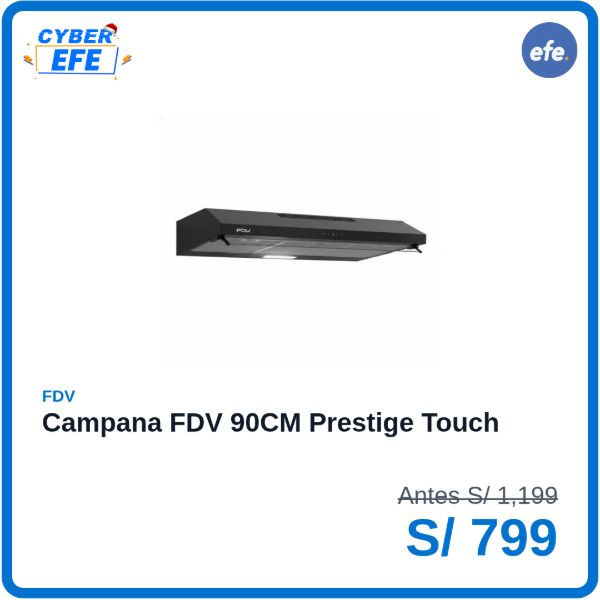 CYBER
EFE
efe.
FDV
FDV
Campana FDV 90CM Prestige Touch
Antes S/ 1,199
S/ 799